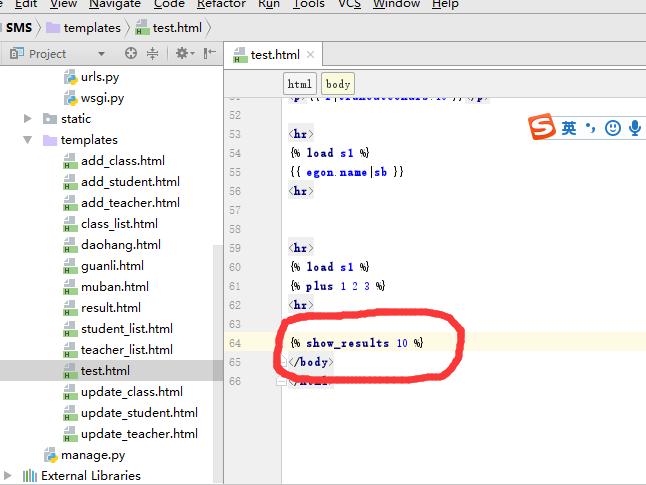 Edit View Navigate Code Refactor Run Tools VCS Window Help
SMS templates test.html
Project
test.html
html body
urls.py
wsgi.py
static
templates
add_class.html
add_student.html
add_teacher.html
class_list.html
daohang.html
guanli.html
muban.html
result.html
student_list.html
teacher_list.html
test.html
update_class.html
update_student.html
update_teacher.html
manage.py
External Libraries
52
53 <hr>
54 {% load s1 %}
55 {{ egon.name|sb }}
56 <hr>
57
58
59 <hr>
60 {% load s1 %}
61 {% plus 1 2 3 %}
62 <hr>
63
64 {% show_results 10 %}
65 </body>
66 </html>
S 英